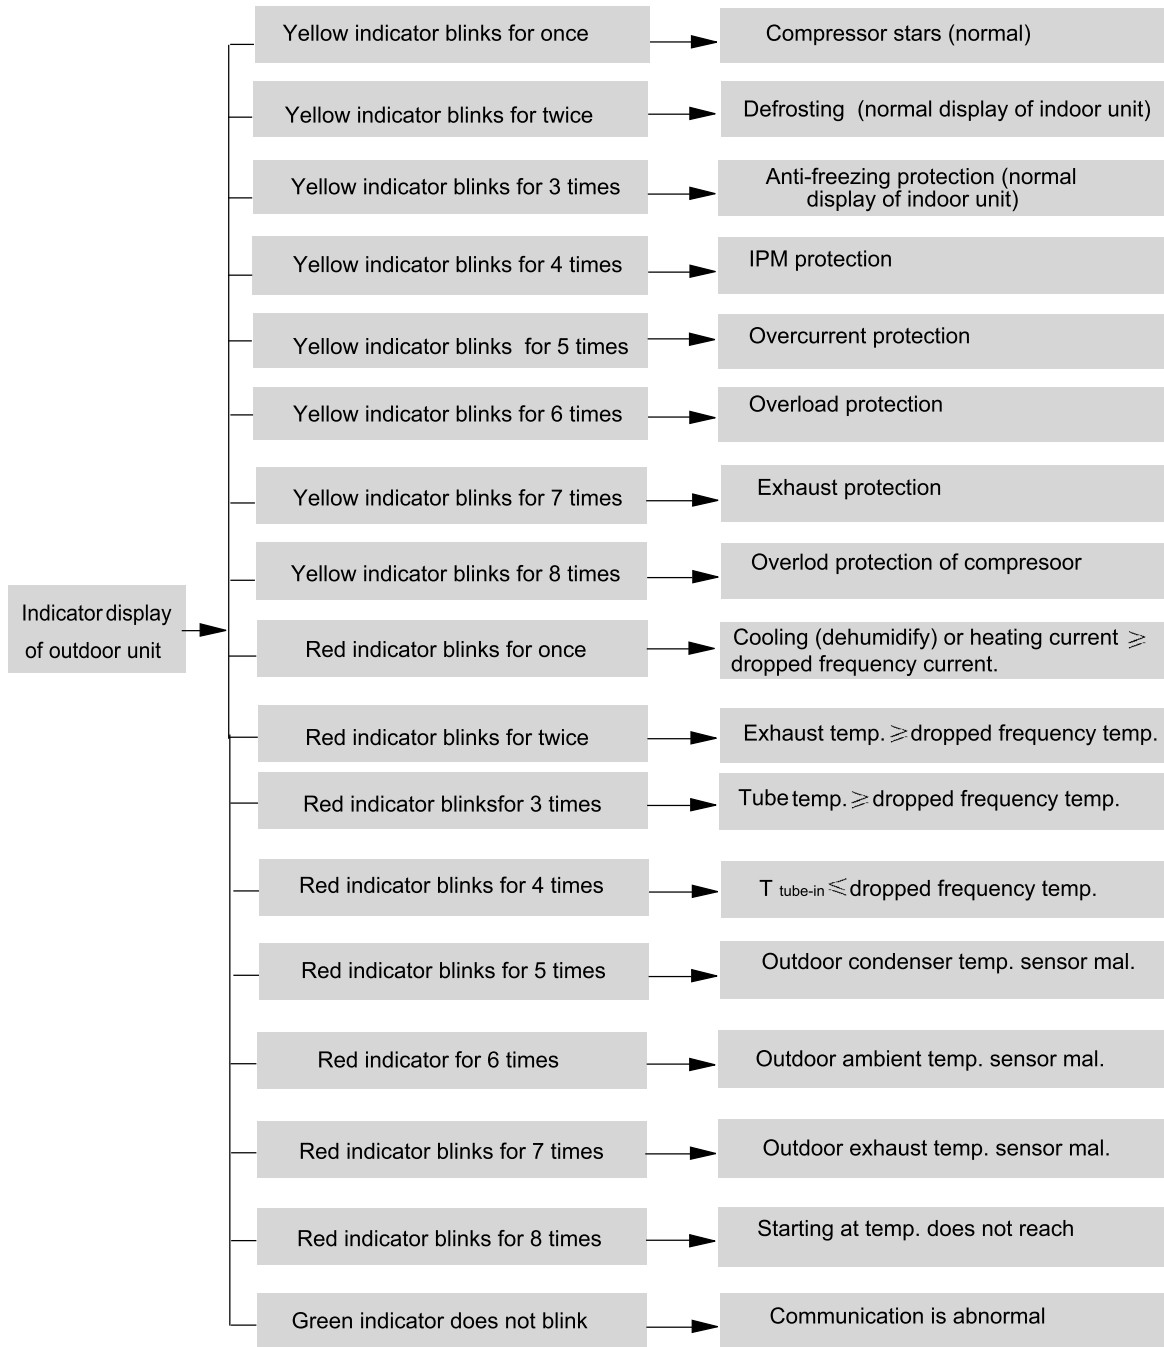 Yellow indicator blinks for once
Compressor stars (normal)
Yellow indicator blinks for twice
Defrosting (normal display of indoor unit)
Yellow indicator blinks for 3 times
Anti-freezing protection (normal
display of indoor unit)
Yellow indicator blinks for 4 times
IPM protection
Yellow indicator blinks for 5 times
Overcurrent protection
Yellow indicator blinks for 6 times
Overload protection
Yellow indicator blinks for 7 times
Exhaust protection
Yellow indicator blinks for 8 times
Overlod protection of compresoor
Indicator display
of outdoor unit
Red indicator blinks for once
Cooling (dehumidify) or heating current ⩾
dropped frequency current.
Red indicator blinks for twice
Exhaust temp. ⩾dropped frequency temp.
Red indicator blinksfor 3 times
Tube temp. ⩾dropped frequency temp.
Red indicator blinks for 4 times
T tube-in ⩽dropped frequency temp.
Red indicator blinks for 5 times
Outdoor condenser temp. sensor mal.
Red indicator for 6 times
Outdoor ambient temp. sensor mal.
Red indicator blinks for 7 times
Outdoor exhaust temp. sensor mal.
Red indicator blinks for 8 times
Starting at temp. does not reach
Green indicator does not blink
Communication is abnormal